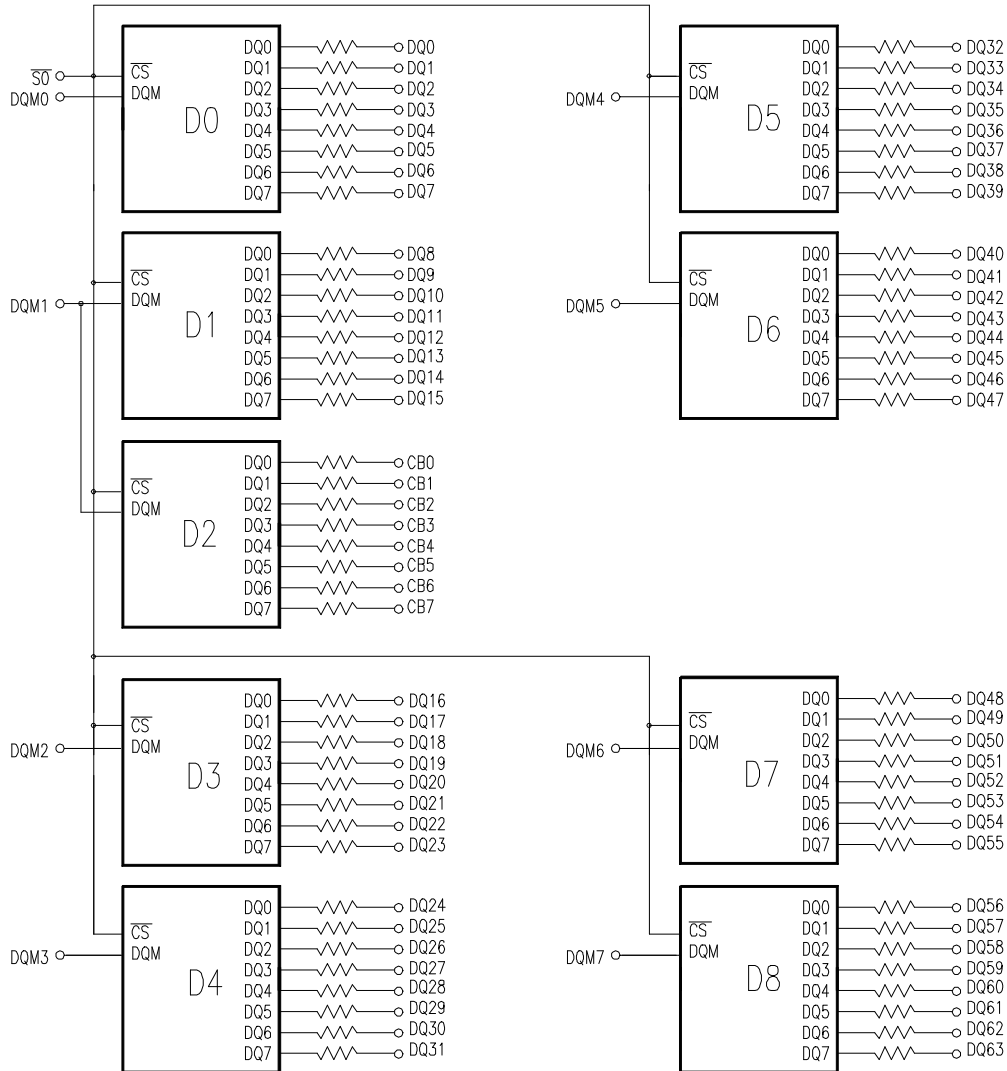 DQ0 DQ0 DQ0 DQ32
DQ1 DQ1 DQ1 DQ33
S0 CS DQ2 DQ2 CS DQ2 DQ34
DQM0 DQM DQ3 DQ3 DQM4 DQM DQ3 DQ35
D0 DQ4 DQ4 D5 DQ4 DQ36
DQ5 DQ5 DQ5 DQ37
DQ6 DQ6 DQ6 DQ38
DQ7 DQ7 DQ7 DQ39
DQ0 DQ8 DQ0 DQ40
CS DQ1 DQ9 CS DQ1 DQ41
DQM1 DQM DQ2 DQ10 DQM5 DQM DQ2 DQ42
D1 DQ3 DQ11 D6 DQ3 DQ43
DQ4 DQ12 DQ4 DQ44
DQ5 DQ13 DQ5 DQ45
DQ6 DQ14 DQ6 DQ46
DQ7 DQ15 DQ7 DQ47
DQ0 CB0
CS DQ1 CB1
DQM DQ2 CB2
D2 DQ3 CB3
DQ4 CB4
DQ5 CB5
DQ6 CB6
DQ7 CB7
DQ0 DQ16 DQ0 DQ48
CS DQ1 DQ17 CS DQ1 DQ49
DQM2 DQM DQ2 DQ18 DQM6 DQM DQ2 DQ50
D3 DQ3 DQ19 D7 DQ3 DQ51
DQ4 DQ20 DQ4 DQ52
DQ5 DQ21 DQ5 DQ53
DQ6 DQ22 DQ6 DQ54
DQ7 DQ23 DQ7 DQ55
DQ0 DQ24 DQ0 DQ56
CS DQ1 DQ25 CS DQ1 DQ57
DQM3 DQM DQ2 DQ26 DQM7 DQM DQ2 DQ58
D4 DQ3 DQ27 D8 DQ3 DQ59
DQ4 DQ28 DQ4 DQ60
DQ5 DQ29 DQ5 DQ61
DQ6 DQ30 DQ6 DQ62
DQ7 DQ31 DQ7 DQ63